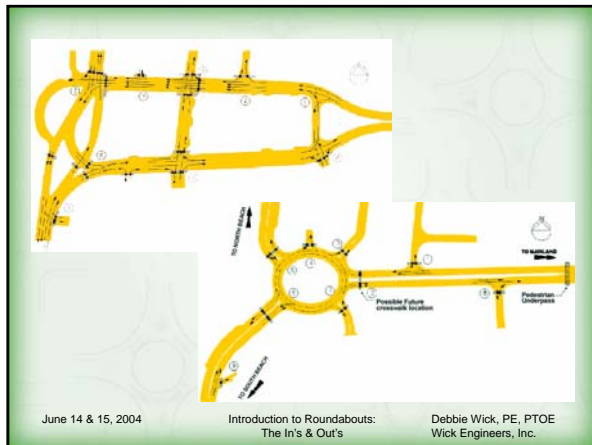 TO NORTH BEACH
N
TO MAINLAND
Possible Future
crosswalk location
Pedestrian
Underpass
TO SOUTH BEACH
June 14 & 15, 2004
Introduction to Roundabouts:
The In's & Out's
Debbie Wick, PE, PTOE
Wick Engineers, Inc.